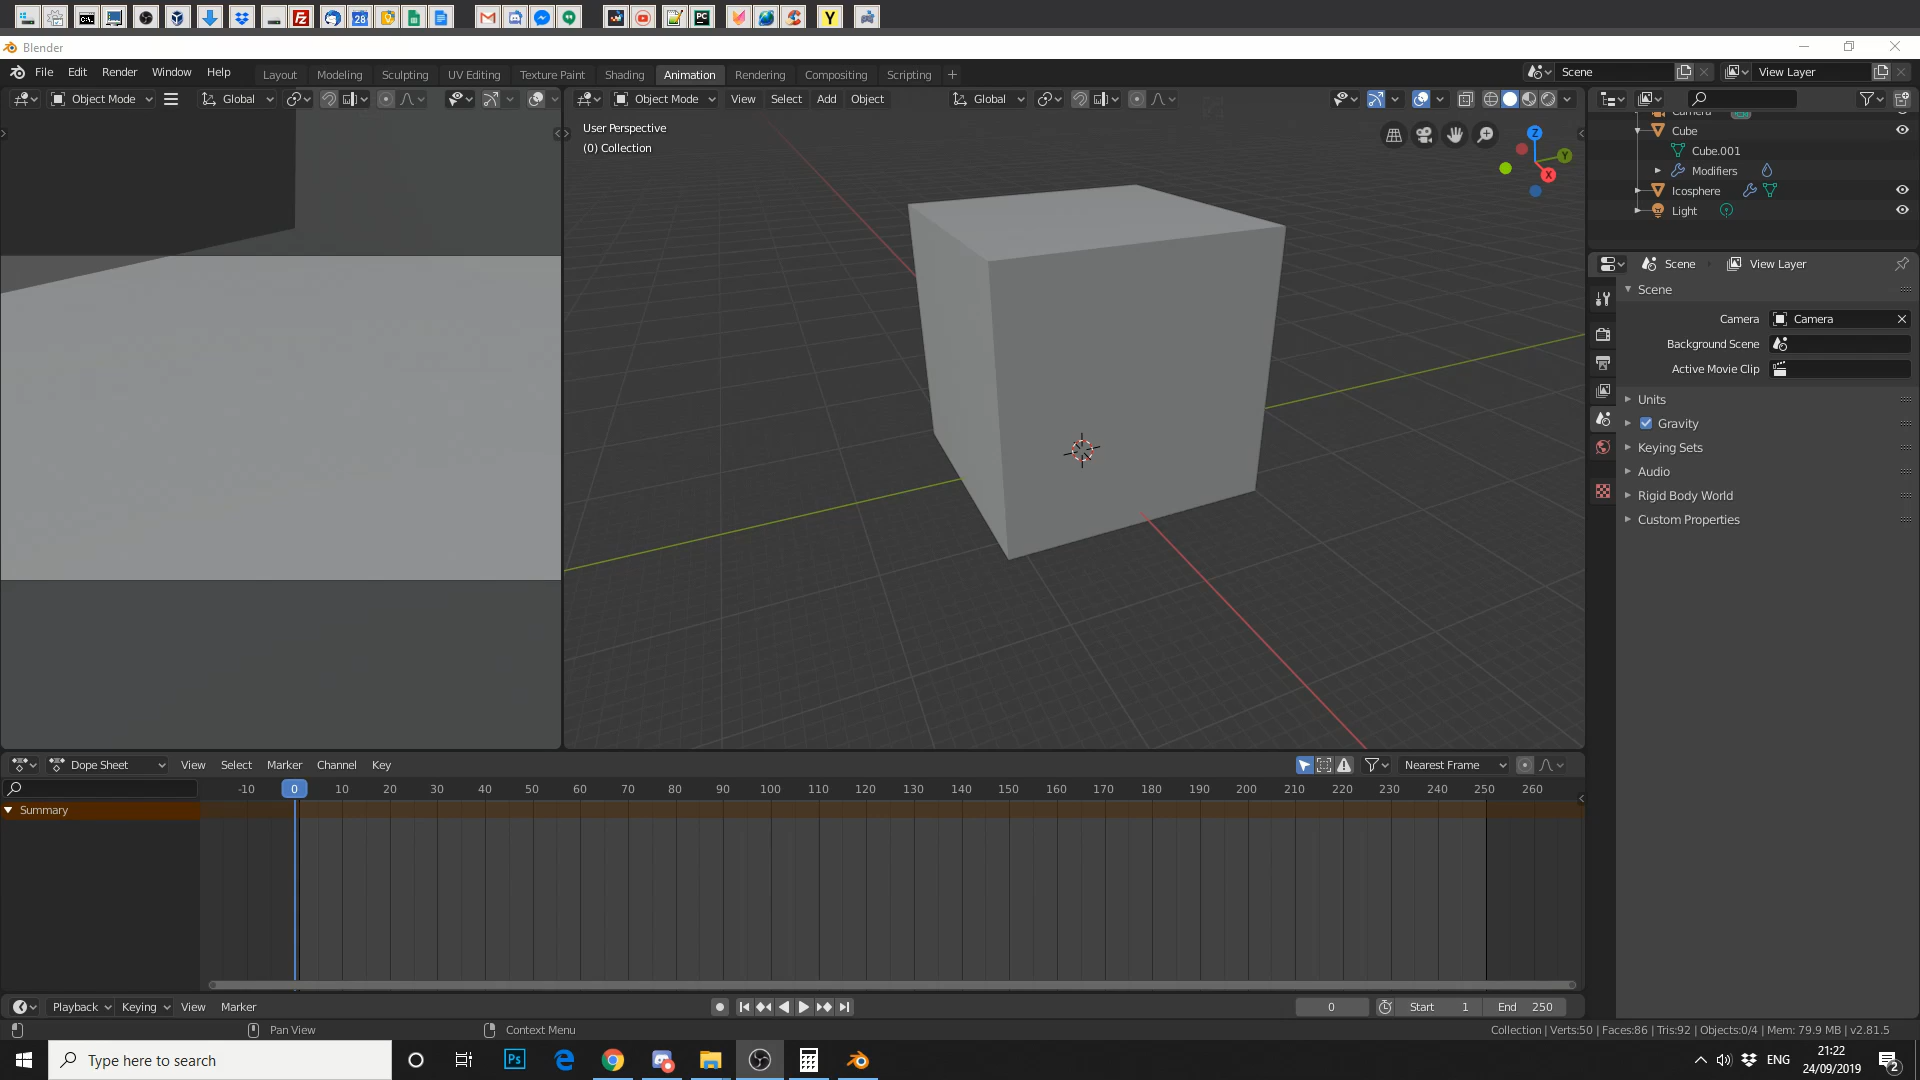 28
PC
Y
Blender
File Edit Render Window Help Layout Modeling Sculpting UV Editing Texture Paint Shading Animation Rendering Compositing Scripting + Scene View Layer
Object Mode Global Object Mode View Select Add Object Global
User Perspective
(0) Collection
Z
Y
X
Cube
Cube.001
Modifiers
Icosphere
Light
Scene View Layer
Scene
Camera Camera
Background Scene
Active Movie Clip
Units
Gravity
Keying Sets
Audio
Rigid Body World
Custom Properties
Dope Sheet View Select Marker Channel Key Nearest Frame
-10 0 10 20 30 40 50 60 70 80 90 100 110 120 130 140 150 160 170 180 190 200 210 220 230 240 250 260
Summary
Playback Keying View Marker 0 Start 1 End 250
Pan View Context Menu Collection | Verts:50 | Faces:86 | Tris:92 | Objects:0/4 | Mem: 79.9 MB | v2.81.5
Type here to search Ps ENG 21:22
24/09/2019 2